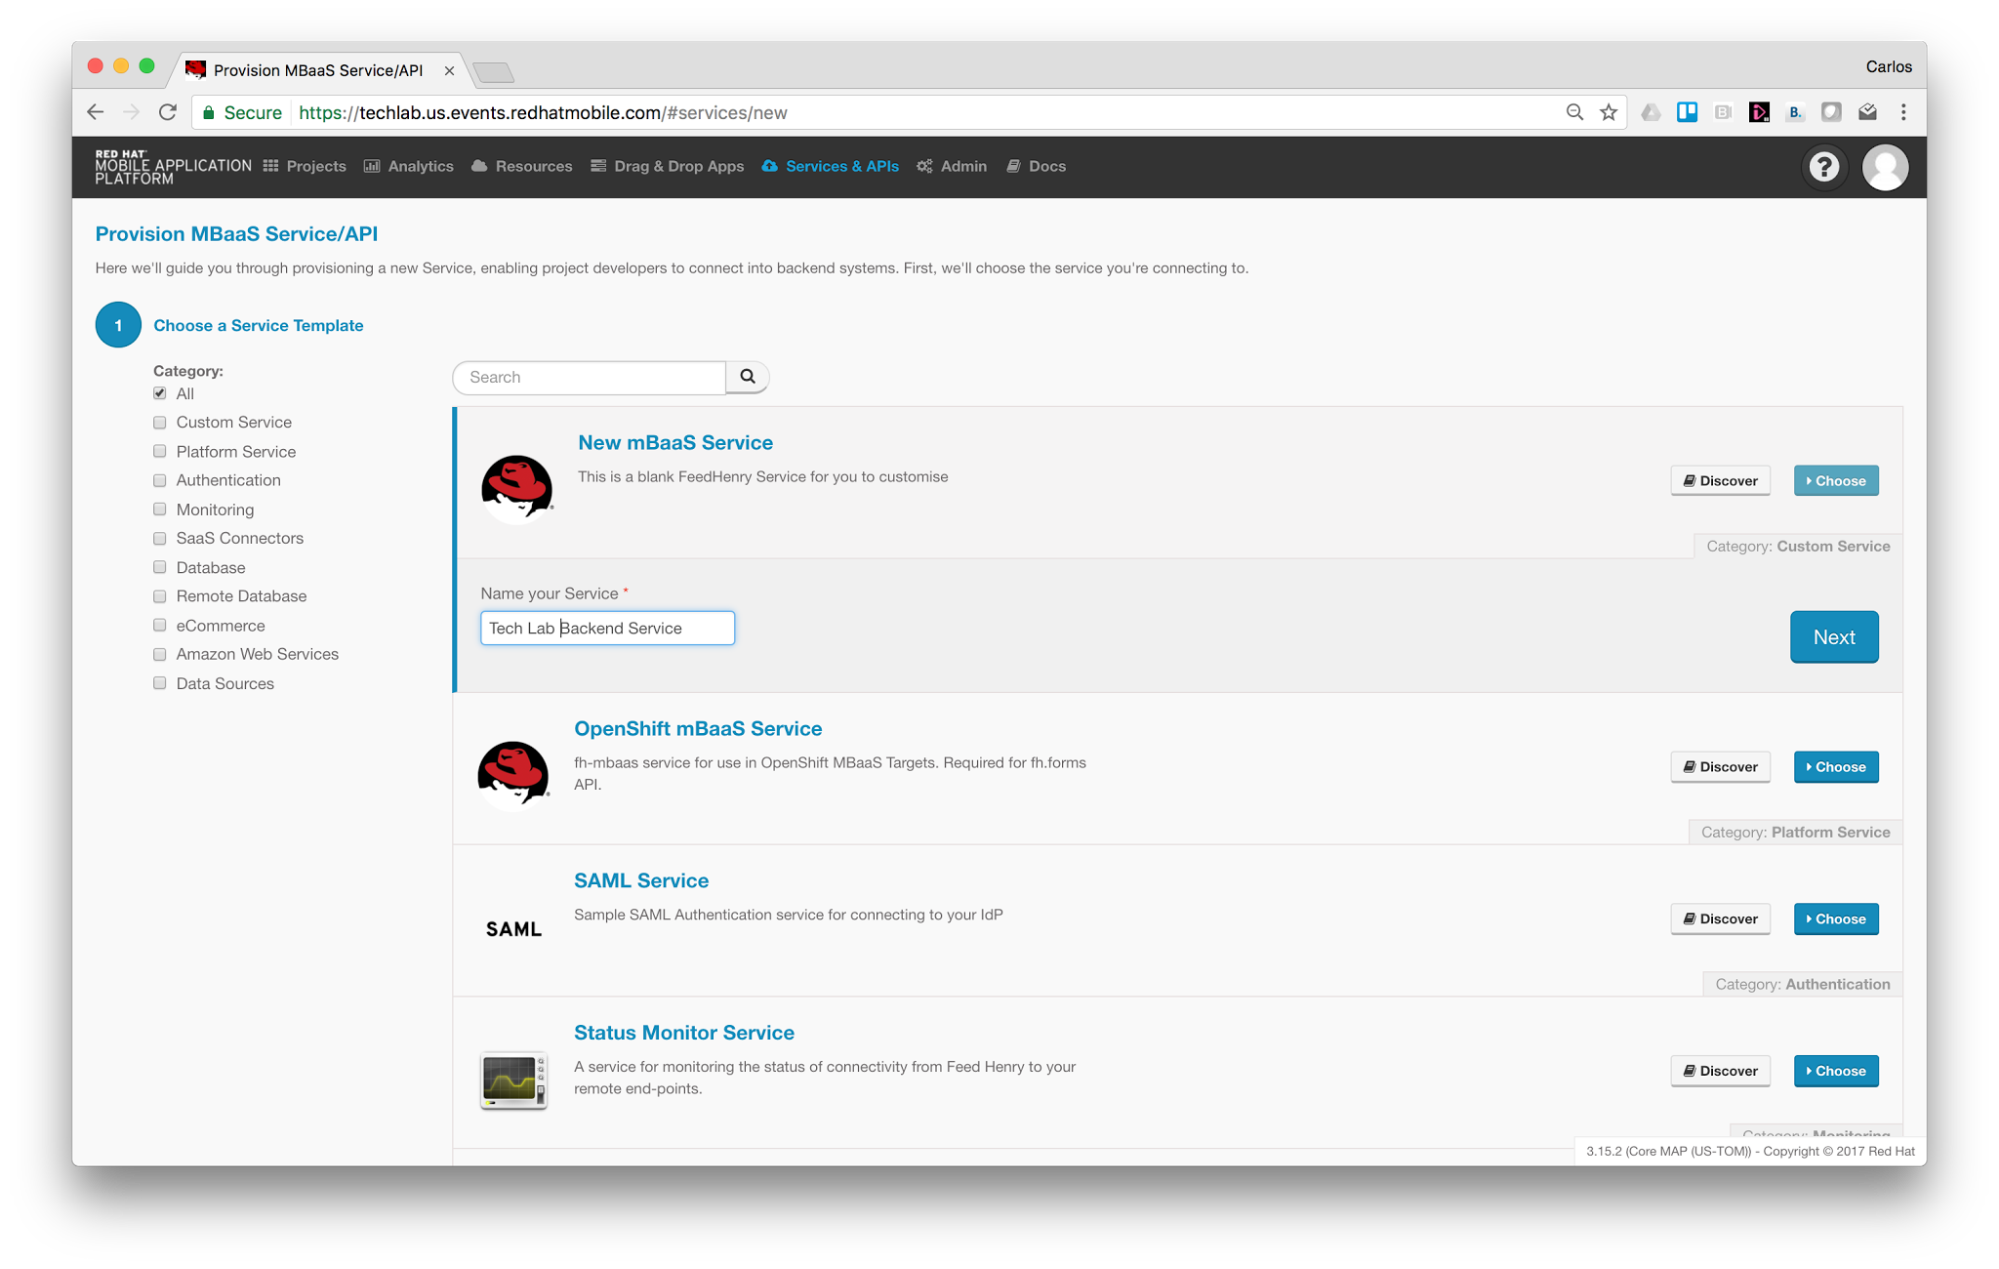 Provision MBaaS Service/API
Carlos
Secure https://techlab.us.events.redhatmobile.com/#services/new
RED HAT
MOBILE APPLICATION
PLATFORM
Projects Analytics Resources Drag & Drop Apps Services & APIs Admin Docs
?
Provision MBaaS Service/API
Here we'll guide you through provisioning a new Service, enabling project developers to connect into backend systems. First, we'll choose the service you're connecting to.
1 Choose a Service Template
Category:
All
Custom Service
Platform Service
Authentication
Monitoring
SaaS Connectors
Database
Remote Database
eCommerce
Amazon Web Services
Data Sources
Search
New mBaaS Service
This is a blank FeedHenry Service for you to customise
Discover Choose
Category: Custom Service
Name your Service *
Tech Lab Backend Service
Next
OpenShift mBaaS Service
fh-mbaas service for use in OpenShift MBaaS Targets. Required for fh.forms
API.
Discover Choose
Category: Platform Service
SAML Service
SAML
Sample SAML Authentication service for connecting to your IdP
Discover Choose
Category: Authentication
Status Monitor Service
A service for monitoring the status of connectivity from Feed Henry to your
remote end-points.
Discover Choose
Category: Monitoring
3.15.2 (Core MAP (US-TOM)) - Copyright © 2017 Red Hat